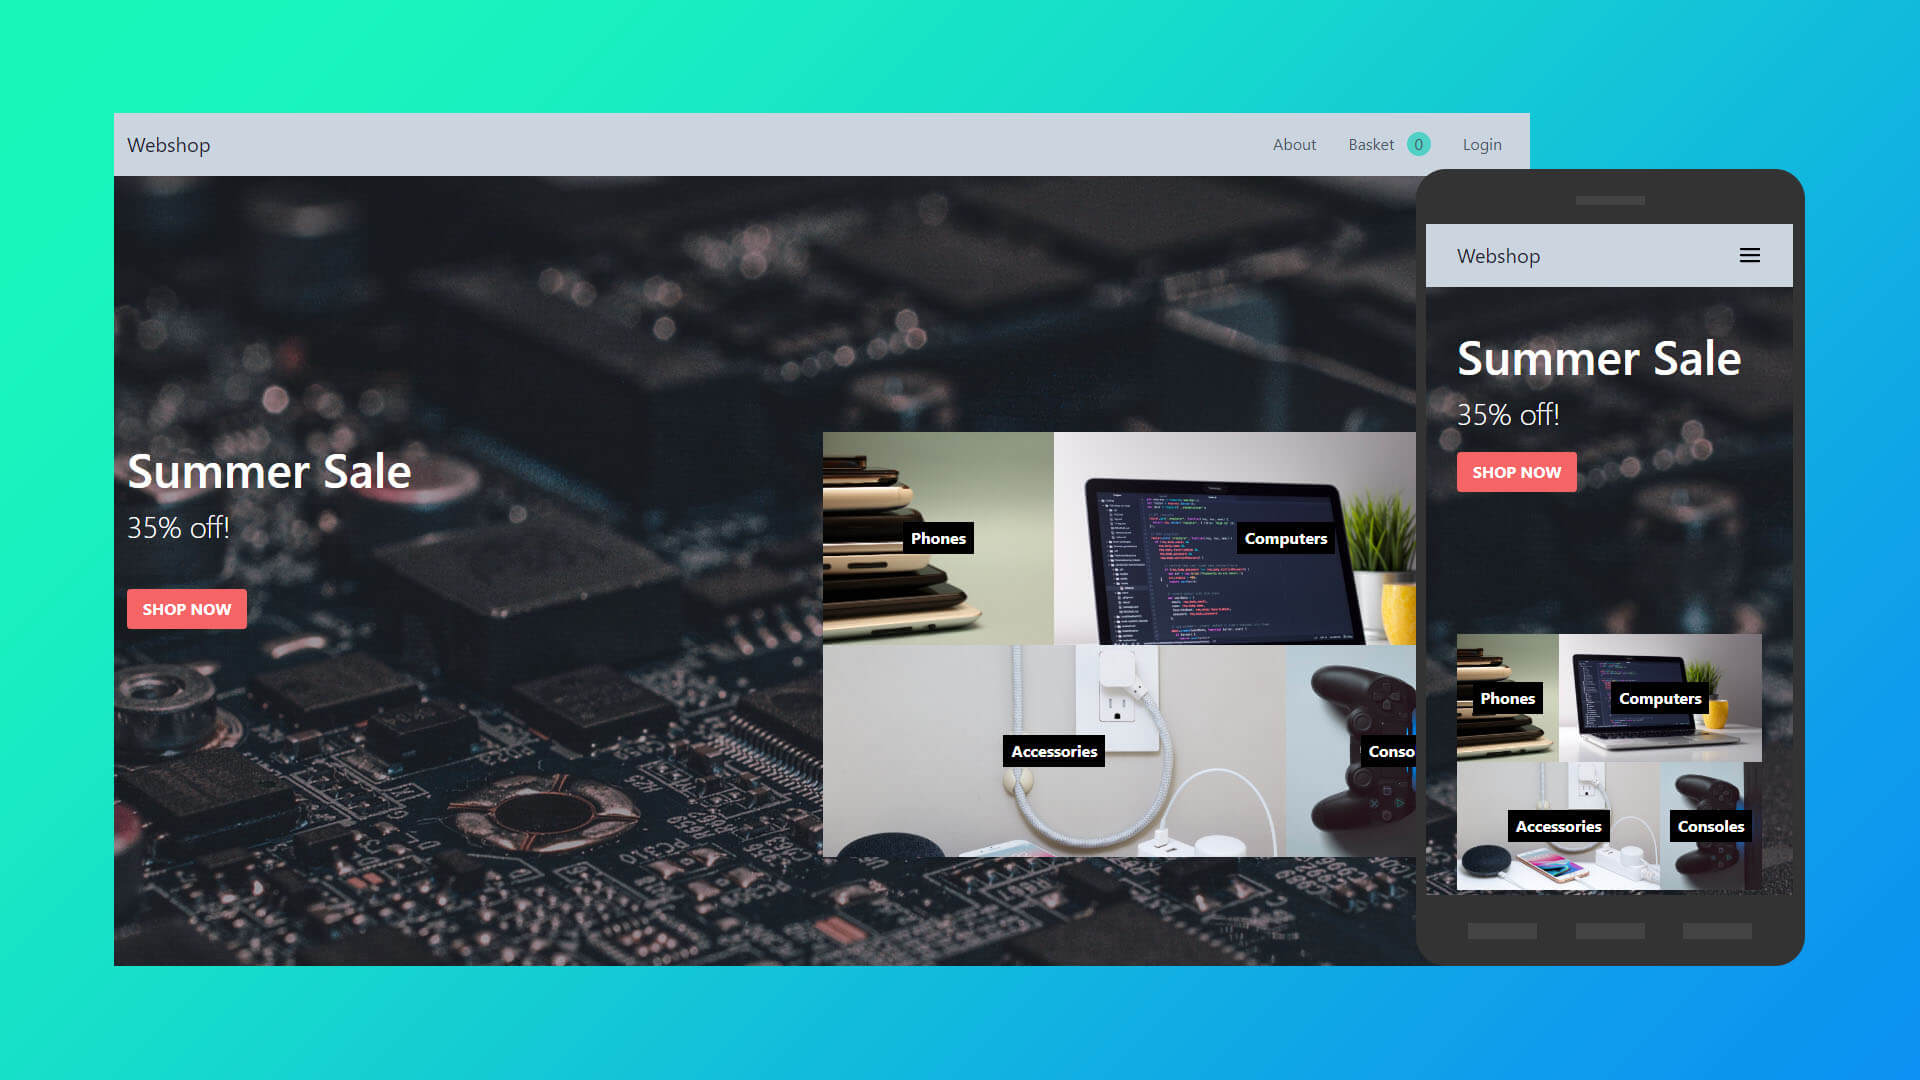 Webshop
About Basket 0 Login
Summer Sale
35% off!
SHOP NOW
Phones
Computers
Accessories
Conso
Webshop
Summer Sale
35% off!
SHOP NOW
Phones
Computers
Accessories
Consoles